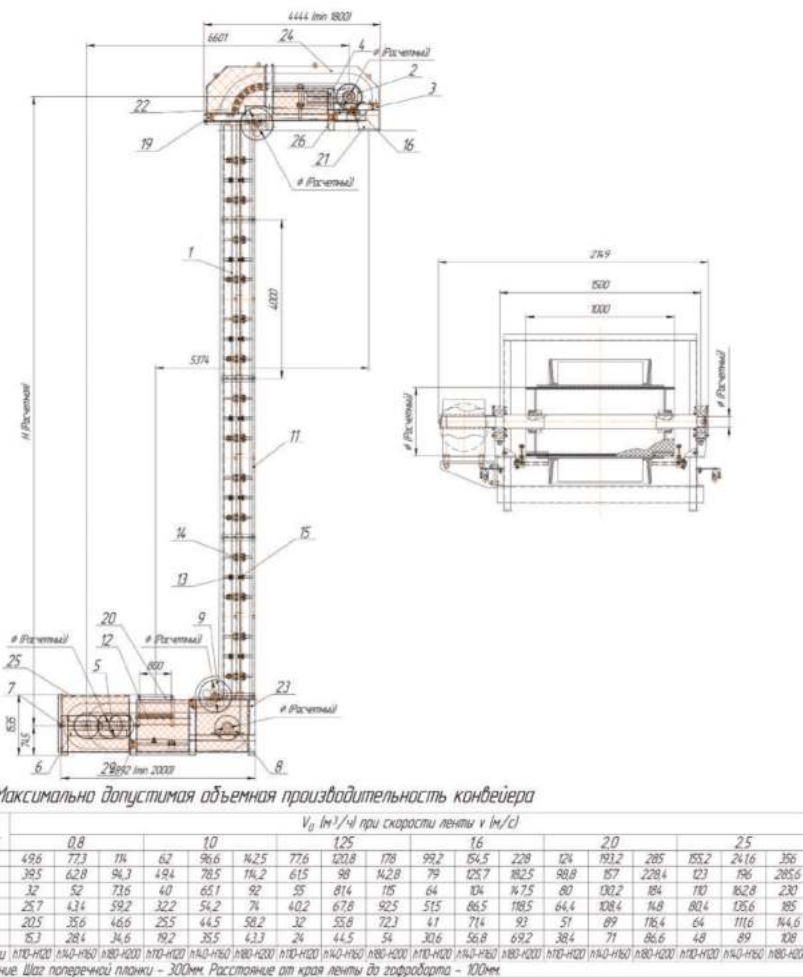 4444 (min 1800)
6601
24
4
ϕ (Расчетный)
2
3
22
19
26
21
16
ϕ (Расчетный)
1
4000
5374
H (Расчетная)
11
14
15
13
20
9
12
ϕ (Расчетный)
ϕ (Расчетный)
800
5
25
23
7
ϕ (Расчетный)
1535
745
6
8
2149
1500
1000
ϕ (Расчетный)
ϕ (Расчетный)
Максимально допустимая объемная производительность конвейера
(м³/ч) при скорости ленты v (м/с)
0,8 1,0 1,25 1,6 2,0 2,5
49,6 77,3 114 62 96,6 142,5 77,6 120,8 178 99,2 154,5 228 124 193,2 285 155,2 241,6 356
39,5 62,8 94,3 49,4 78,5 114,2 61,5 98 142,8 79 125,7 182,5 98,8 157 228,4 123 196 285,6
32 52 73,6 40 65,1 92 55 81,4 115 64 104 147,5 80 130,2 184 110 162,8 230
25,7 43,4 59,2 32,2 54,2 74 40,2 67,8 92,5 51,5 86,5 118,5 64,4 108,4 148 80,4 135,6 185
20,5 35,6 46,6 25,5 44,5 58,2 32 55,8 72,3 41 71,4 93 51 89 116,4 64 111,6 144,6
15,3 28,4 34,6 19,2 35,5 43,3 24 44,5 54 30,6 56,8 69,2 38,4 71 86,6 48 89 108
h110-H120 h140-H160 h180-H200 h110-H120 h140-H160 h180-H200 h110-H120 h140-H160 h180-H200 h110-H120 h140-H160 h180-H200 h110-H120 h140-H160 h180-H200 h110-H120 h140-H160 h180-H200
ние. Шаг поперечной планки - 300мм. Расстояние от края ленты до гофроборта - 100мм.